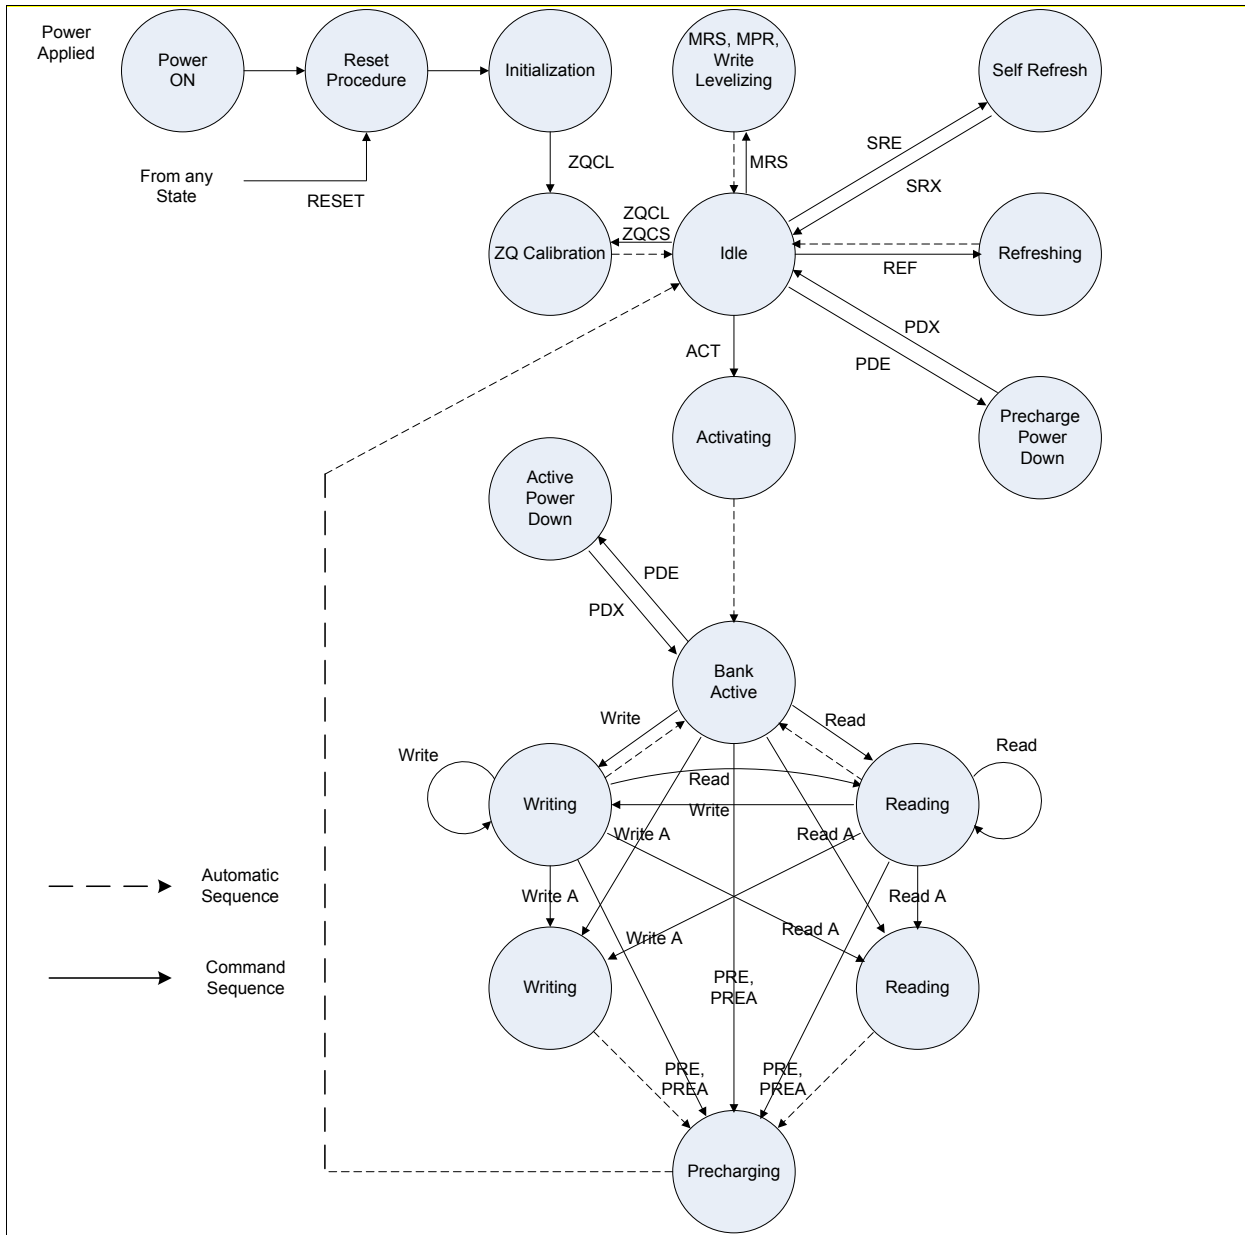 Power
Applied
Power
ON
Reset
Procedure
Initialization
MRS, MPR,
Write
Levelizing
Self Refresh
From any
State
RESET
ZQCL
MRS
SRE
SRX
ZQCL
ZQCS
ZQ Calibration
Idle
Refreshing
REF
ACT
PDX
PDE
Activating
Precharge
Power
Down
Active
Power
Down
PDE
PDX
Bank
Active
Write
Read
Write
Read
Writing
Read
Write
Reading
Write A
Read A
Automatic
Sequence
Write A
Read A
Write A
Read A
Command
Sequence
Writing
PRE,
PREA
Reading
PRE,
PREA
PRE,
PREA
Precharging